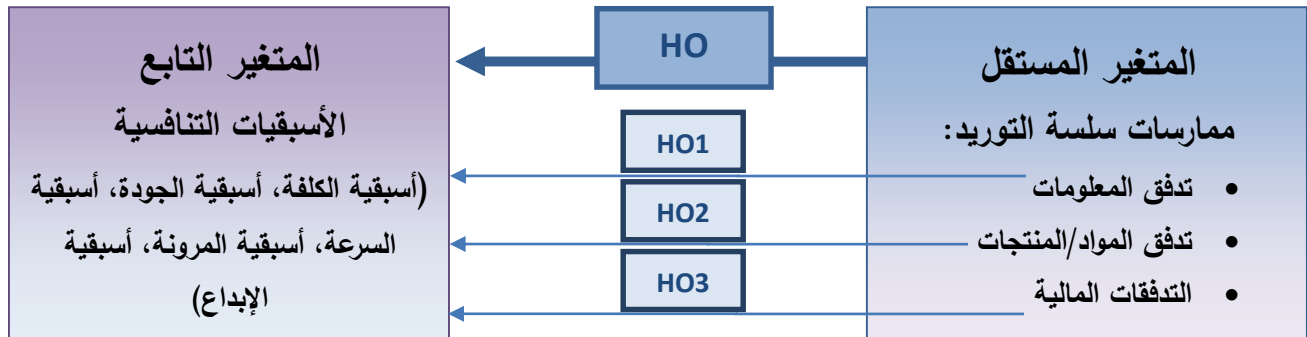 المتغير المستقل
ممارسات سلسة التوريد:
• تدفق المعلومات
• تدفق المواد/المنتجات
• التدفقات المالية
HO
HO1
HO2
HO3
المتغير التابع
الأسبقيات التنافسية
(أسبقية الكلفة، أسبقية الجودة، أسبقية
السرعة، أسبقية المرونة، أسبقية
الإبداع)